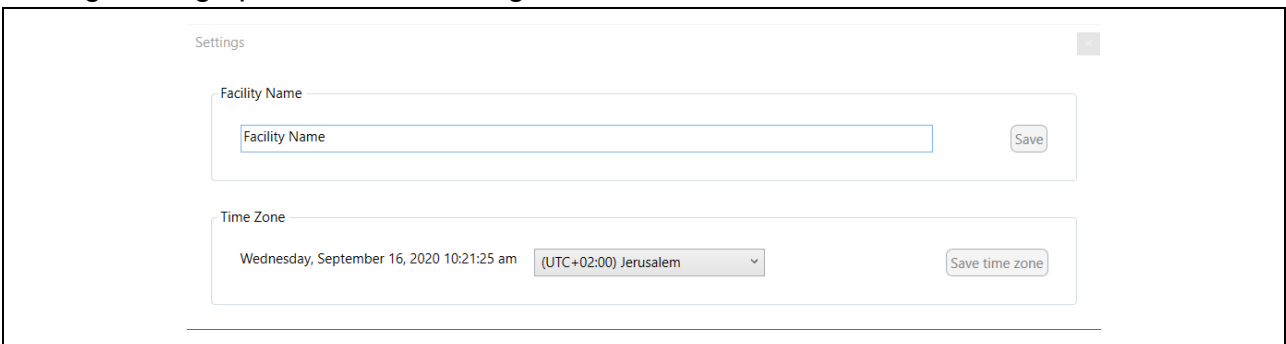 Settings
Facility Name
Facility Name
Save
Time Zone
Wednesday, September 16, 2020 10:21:25 am
(UTC+02:00) Jerusalem
Save time zone